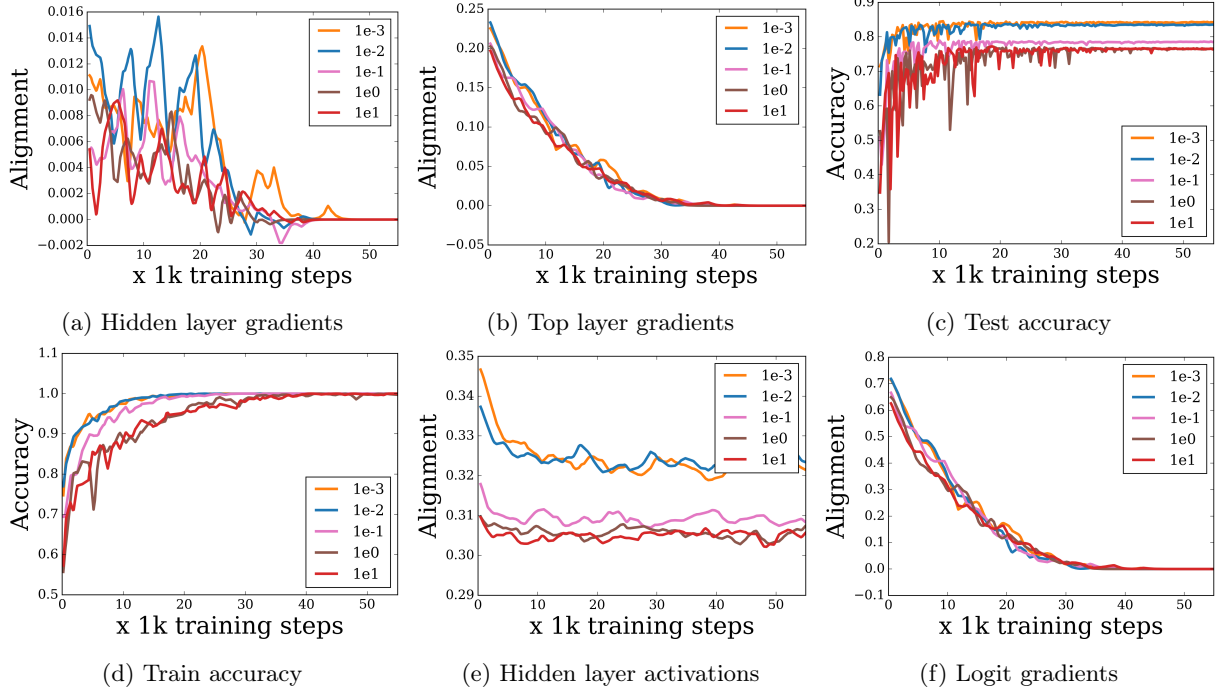 0.016
0.014
0.012
0.010
0.008
0.006
0.004
0.002
0.000
−0.002
Alignment
0 10 20 30 40 50
x 1k training steps
1e-3
1e-2
1e-1
1e0
1e1
(a) Hidden layer gradients
0.25
0.20
0.15
0.10
0.05
0.00
−0.05
Alignment
0 10 20 30 40 50
x 1k training steps
1e-3
1e-2
1e-1
1e0
1e1
(b) Top layer gradients
0.9
0.8
0.7
0.6
0.5
0.4
0.3
0.2
Accuracy
0 10 20 30 40 50
x 1k training steps
1e-3
1e-2
1e-1
1e0
1e1
(c) Test accuracy
1.1
1.0
0.9
0.8
0.7
0.6
0.5
Accuracy
0 10 20 30 40 50
x 1k training steps
1e-3
1e-2
1e-1
1e0
1e1
(d) Train accuracy
0.35
0.34
0.33
0.32
0.31
0.30
0.29
Alignment
0 10 20 30 40 50
x 1k training steps
1e-3
1e-2
1e-1
1e0
1e1
(e) Hidden layer activations
0.8
0.7
0.6
0.5
0.4
0.3
0.2
0.1
0.0
−0.1
Alignment
0 10 20 30 40 50
x 1k training steps
1e-3
1e-2
1e-1
1e0
1e1
(f) Logit gradients